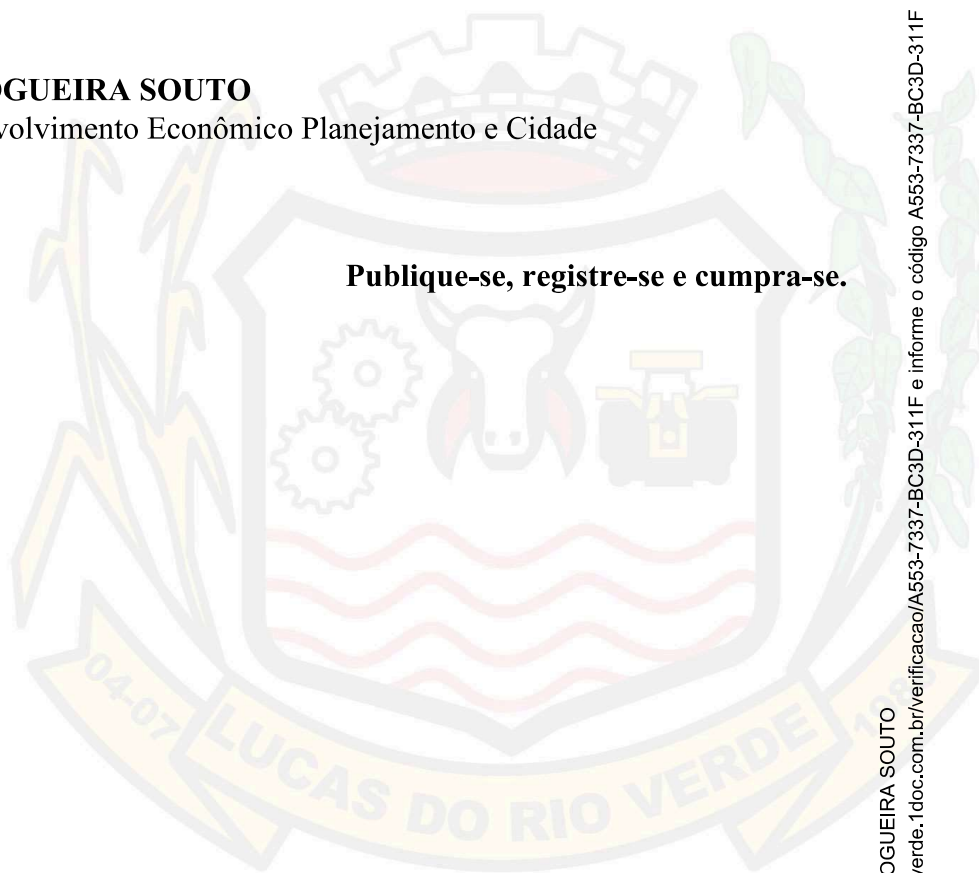 OGUEIRA SOUTO
volvimento Econômico Planejamento e Cidade
Publique-se, registre-se e cumpra-se.
04-07
LUCAS DO RIO VERDE
OGUEIRA SOUTO
verde.1doc.com.br/verificacao/A553-7337-BC3D-311F e informe o código A553-7337-BC3D-311F